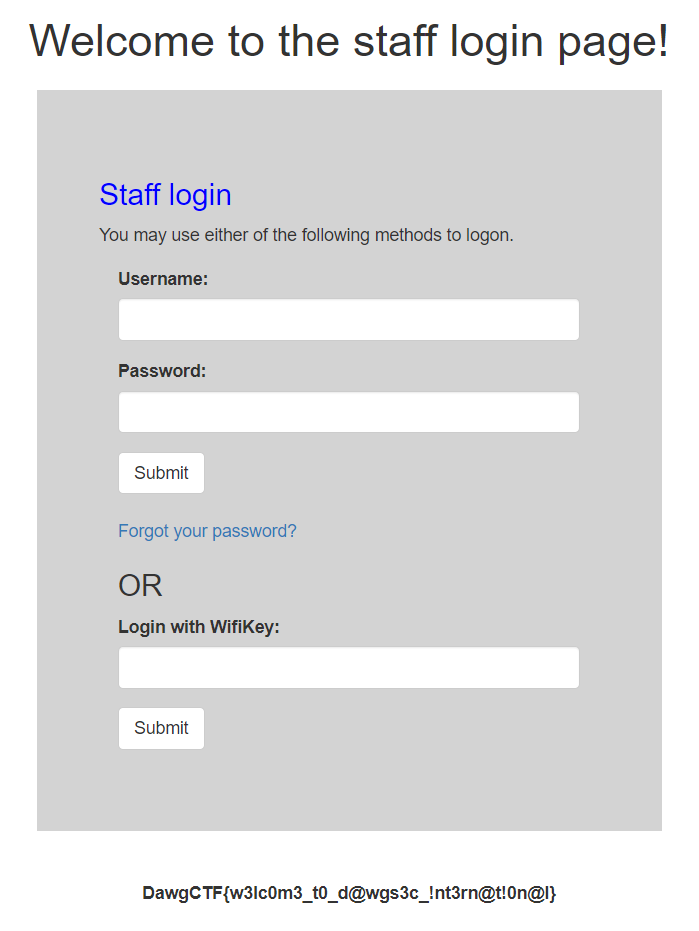 Welcome to the staff login page!
Staff login
You may use either of the following methods to logon.
Username:
Password:
Submit
Forgot your password?
OR
Login with WifiKey:
Submit
DawgCTF{w3lc0m3_t0_d@wgs3c_!nt3rn@t!0n@l}